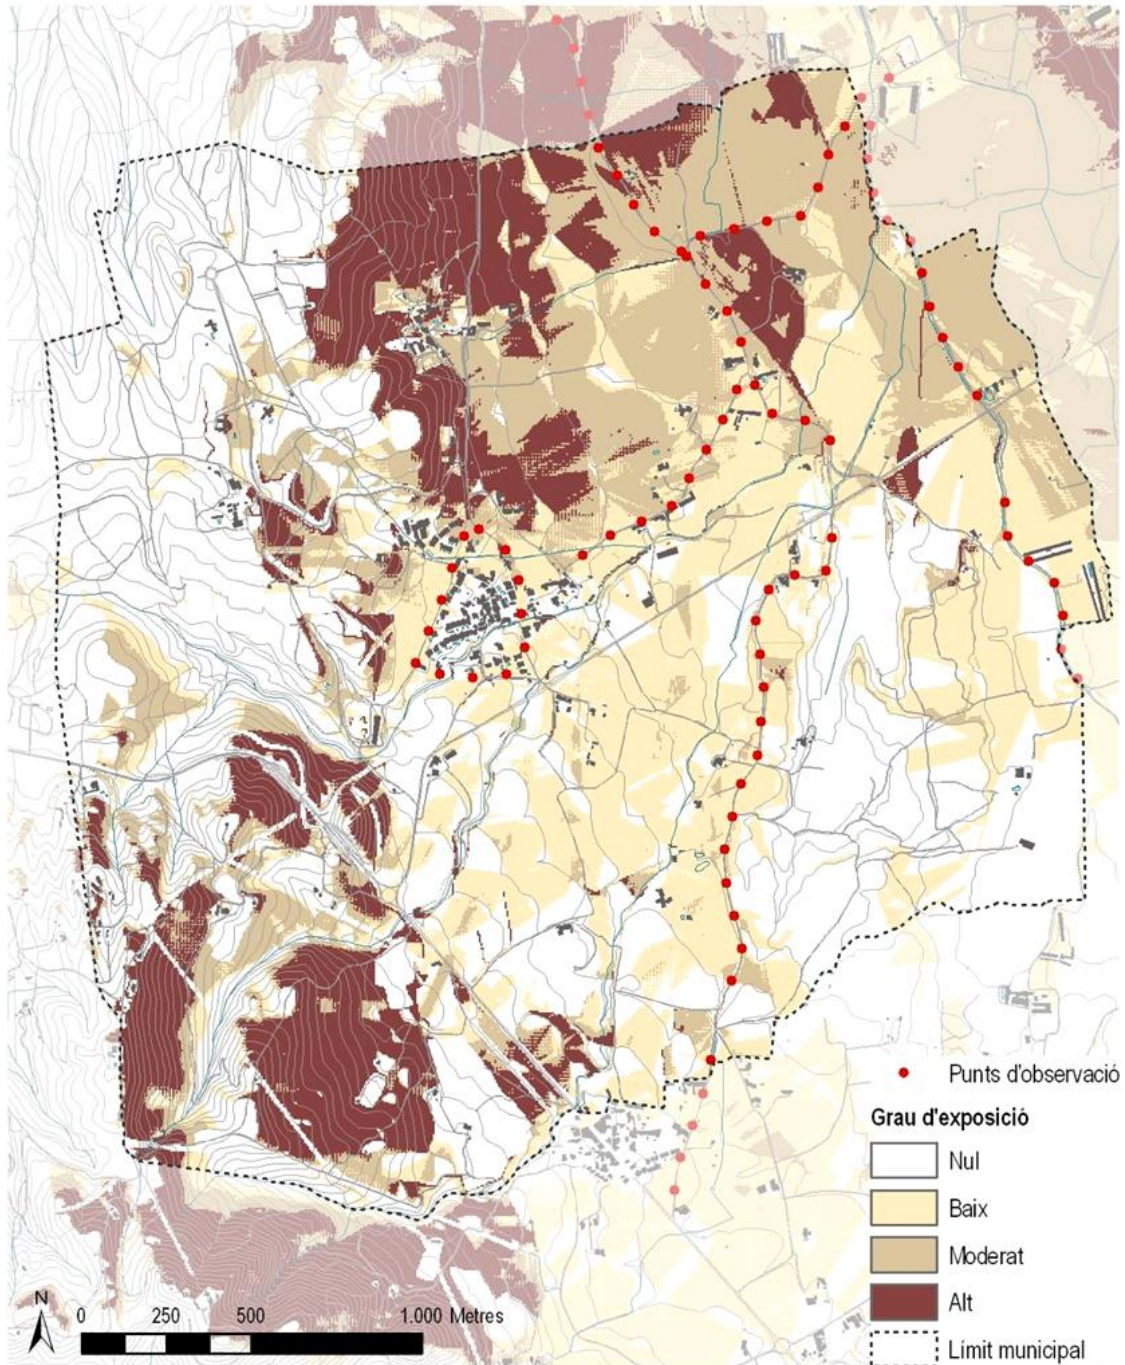 Punts d'observació
Grau d'exposició
Nul
Baix
Moderat
Alt
Límit municipal
N
0 250 500 1.000 Metres